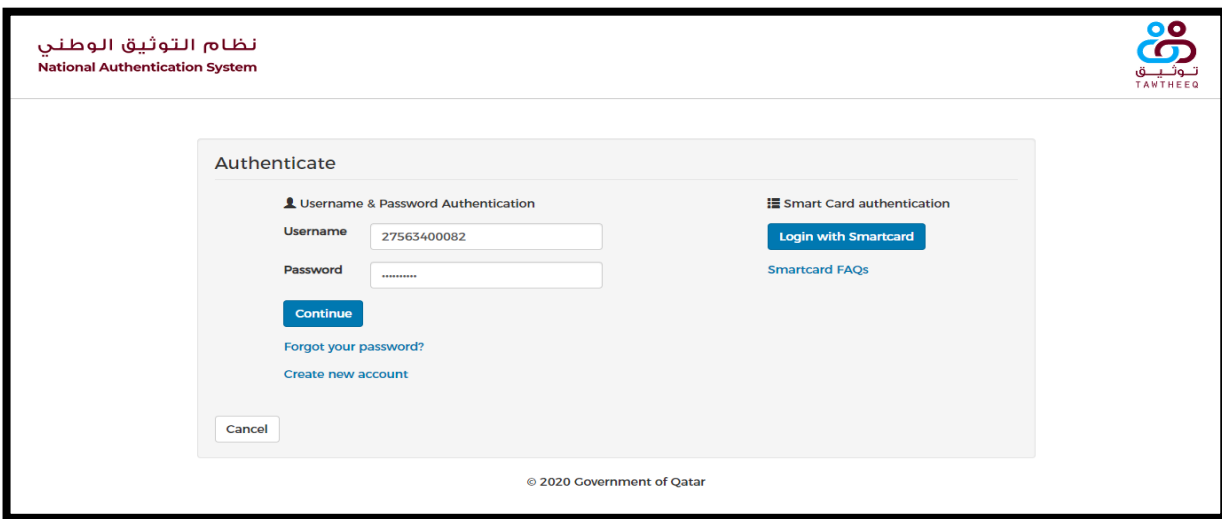 نظام التوثيق الوطني
National Authentication System
توثيق
TAWTHEEQ
Authenticate
Username & Password Authentication
Username 27563400082
Password ••••••••••
Continue
Forgot your password?
Create new account
Smart Card authentication
Login with Smartcard
Smartcard FAQs
Cancel
© 2020 Government of Qatar